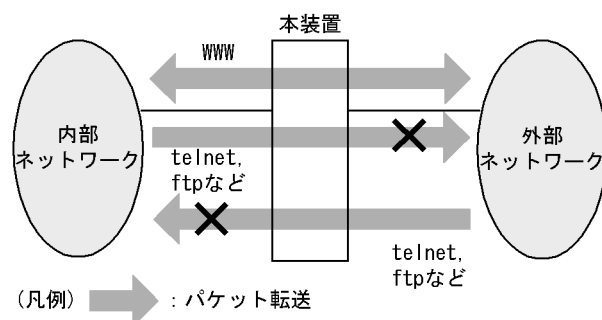 本装置
WWW
内部
ネットワーク
外部
ネットワーク
telnet,
ftpなど
telnet,
ftpなど
(凡例)
:パケット転送